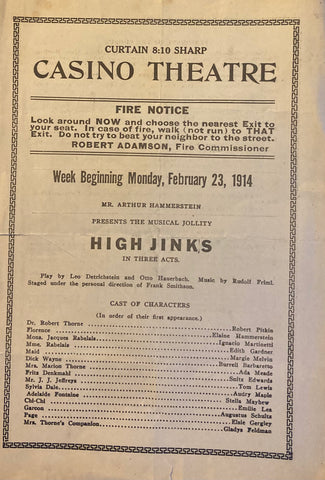 CURTAIN 8:10 SHARP
CASINO THEATRE
FIRE NOTICE
Look around NOW and choose the nearest Exit to
your seat. In case of fire, walk (not run) to THAT
Exit. Do not try to beat your neighbor to the street.
ROBERT ADAMSON, Fire Commissioner
Week Beginning Monday, February 23, 1914
MR. ARTHUR HAMMERSTEIN
PRESENTS THE MUSICAL JOLLITY
HIGH JINKS
IN THREE ACTS.
Play by Leo Detrichstein and Otto Hauerbach. Music by Rudolf Friml.
Staged under the personal direction of Frank Smithson.
CAST OF CHARACTERS
(In order of their first appearance.)
Dr. Robert Thorne Robert Pitkin
Florence Elaine Hammerstein
Mons. Jacques Rabelais Ignacio Martinetti
Mme. Rabelais Edith Gardner
Maid Margie Melvin
Dick Wayne Burrell Barbaretto
Mrs. Marion Thorne Ada Meade
Fritz Denkmahl Snitz Edwards
Mr. J. J. Jeffreys Tom Lewis
Sylvia Dale Autry Maple
Adelaide Fontaine Stella Mayhew
Chi-Chi Emilie Lea
Garcon Augustus Schultz
Page Elsie Gergley
Mrs. Thorne's Companion Gladys Feldman